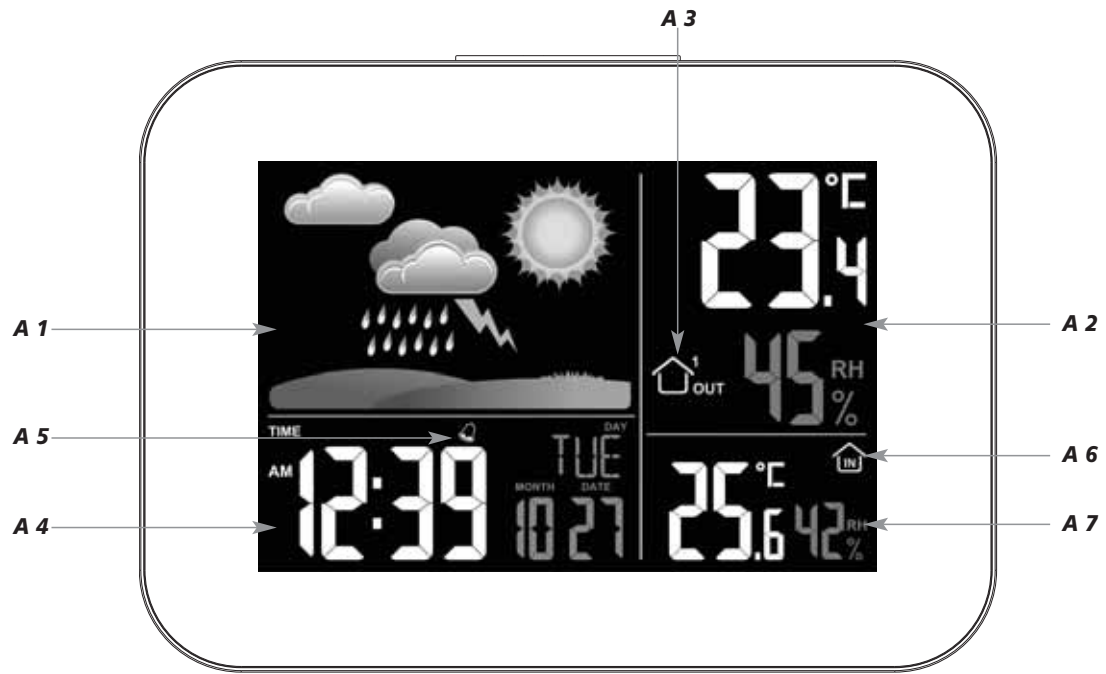 A 3
23.4 °C
A 1
A 2
1
OUT
45 RH %
A 5
TIME
DAY
TUE
IN
A 6
AM
12:39
MONTH DATE
10 27
25.6 °C
42 RH %
A 4
A 7